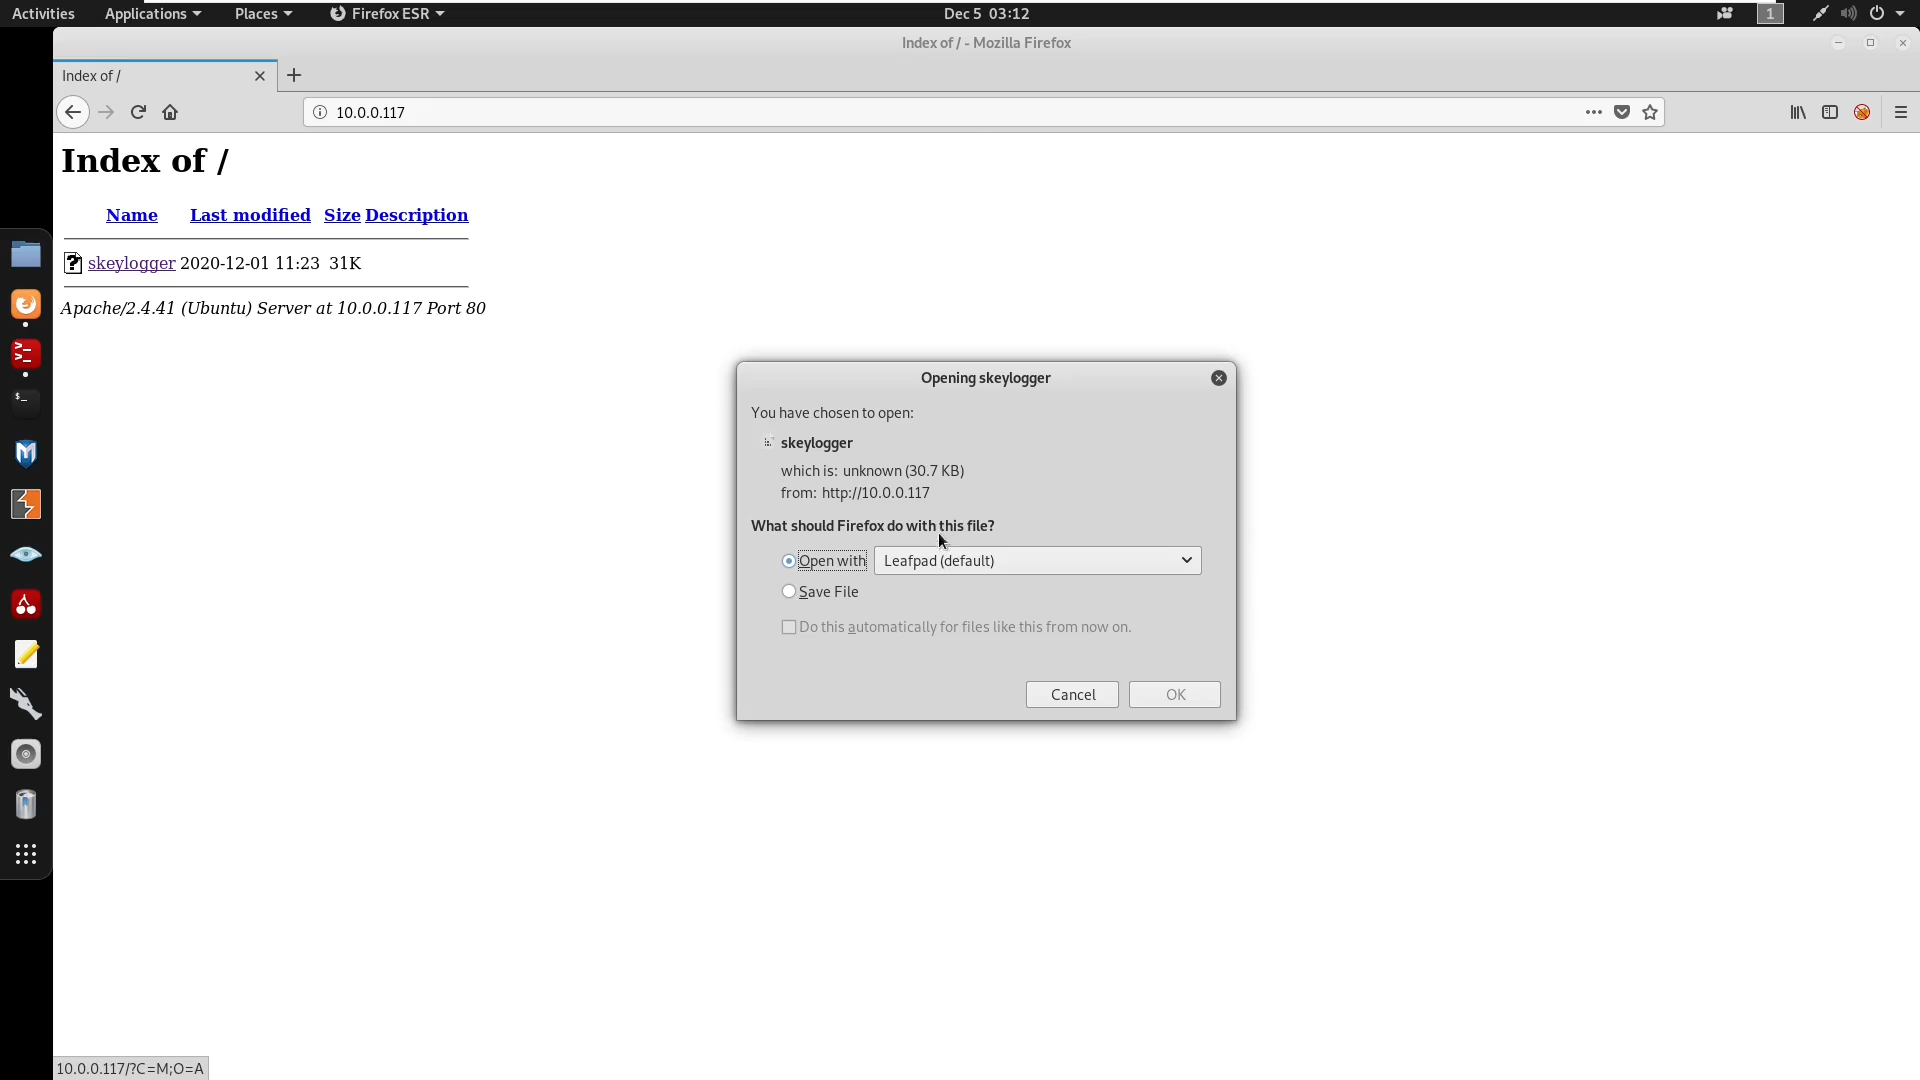 Activities Applications Places Firefox ESR Dec 5 03:12 1
Index of / - Mozilla Firefox
Index of /
10.0.0.117
Index of /
Name Last modified Size Description
skeylogger 2020-12-01 11:23 31K
Apache/2.4.41 (Ubuntu) Server at 10.0.0.117 Port 80
Opening skeylogger
You have chosen to open:
skeylogger
which is: unknown (30.7 KB)
from: http://10.0.0.117
What should Firefox do with this file?
Open with Leafpad (default)
Save File
Do this automatically for files like this from now on.
Cancel OK
10.0.0.117/?C=M;O=A